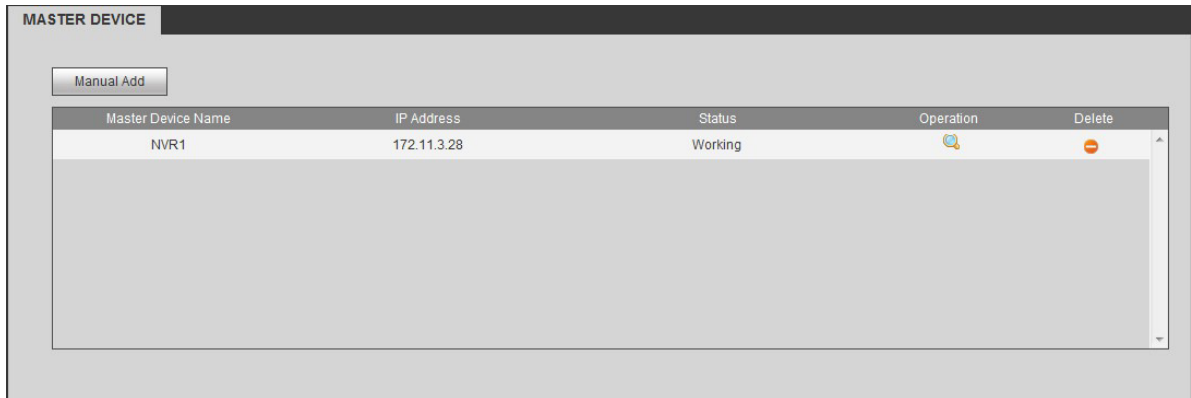 MASTER DEVICE
Manual Add
Master Device Name IP Address Status Operation Delete
NVR1 172.11.3.28 Working